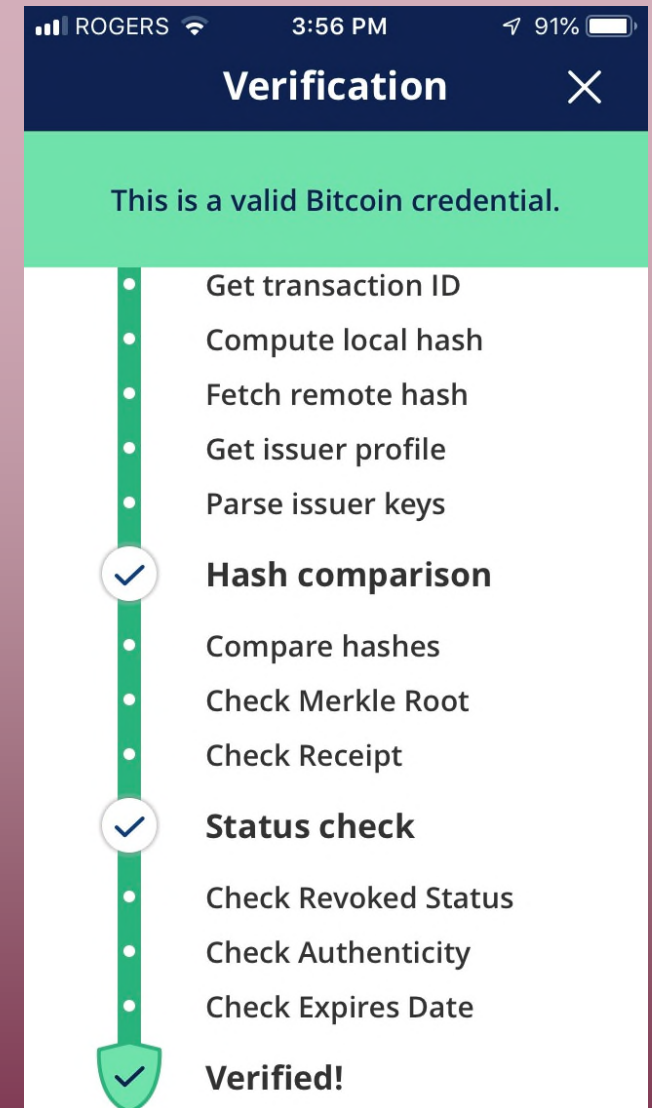 ROGERS 3:56 PM 91%
Verification
This is a valid Bitcoin credential.
Get transaction ID
Compute local hash
Fetch remote hash
Get issuer profile
Parse issuer keys
Hash comparison
Compare hashes
Check Merkle Root
Check Receipt
Status check
Check Revoked Status
Check Authenticity
Check Expires Date
Verified!